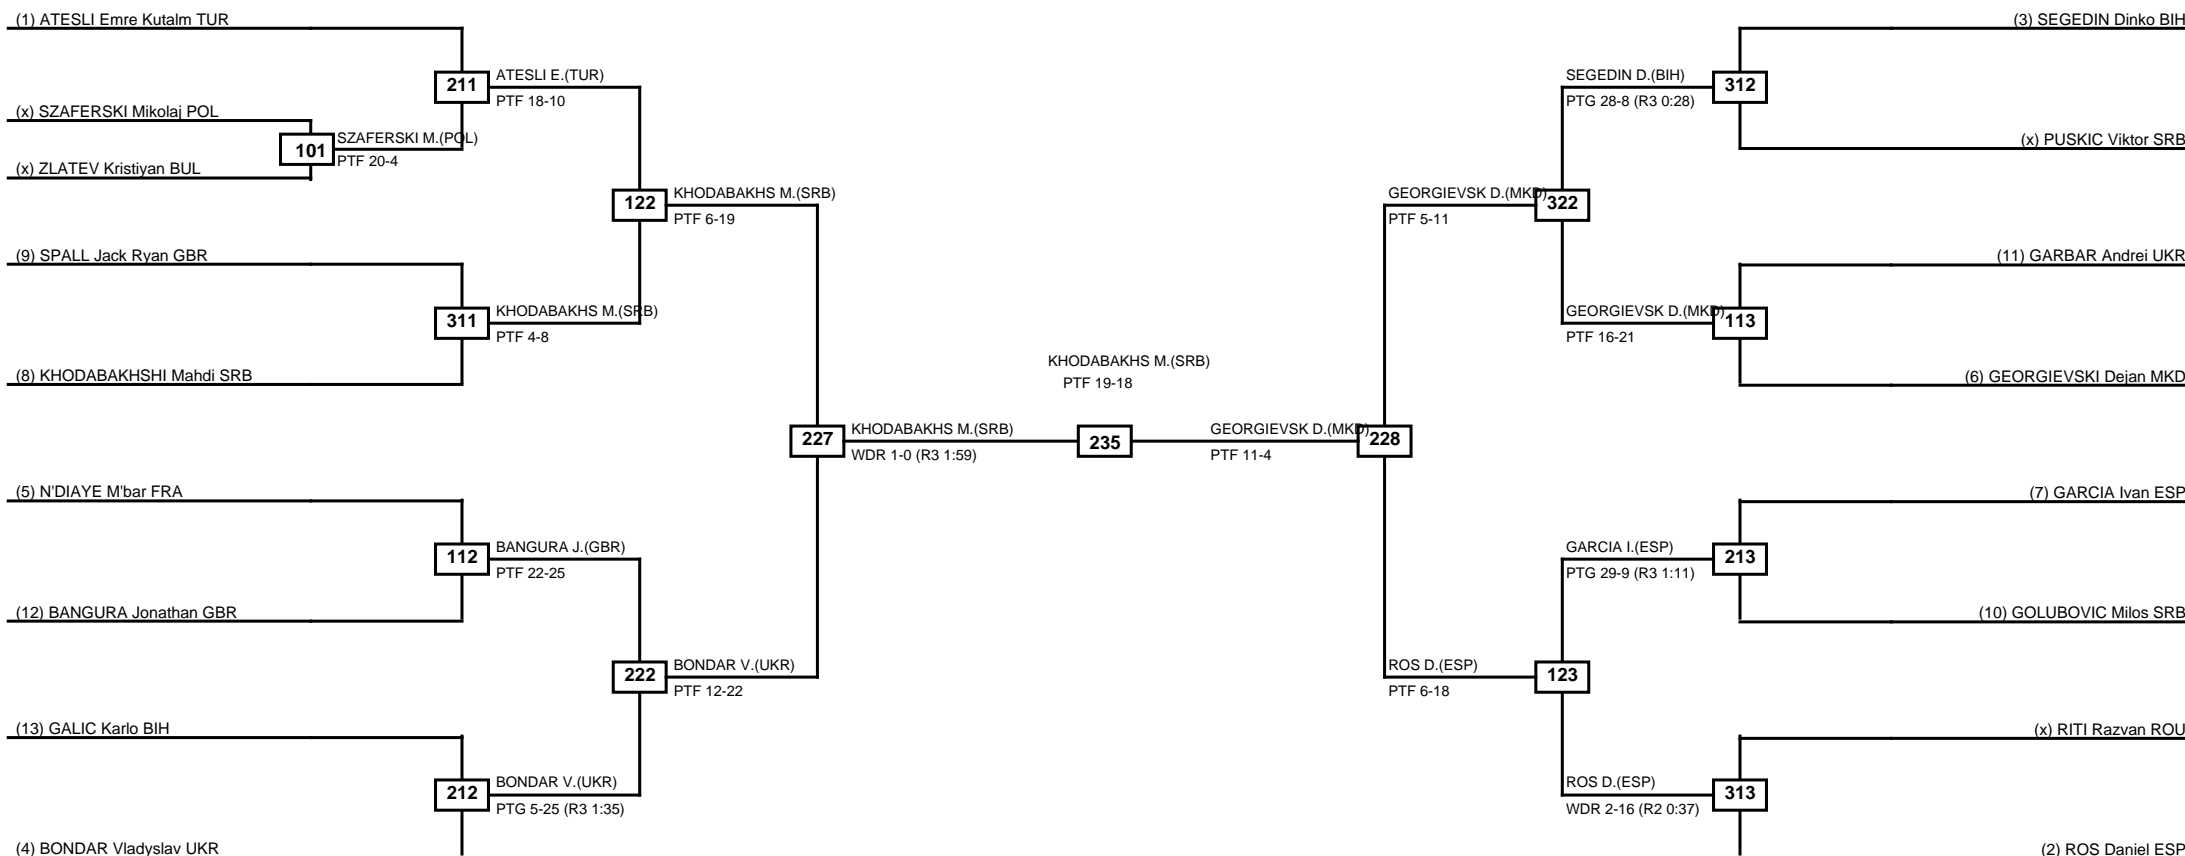 (1) ATESLI Emre Kutalm TUR
(3) SEGEDIN Dinko BIH
211
ATESLI E.(TUR)
PTF 18-10
SEGEDIN D.(BIH)
PTG 28-8 (R3 0:28)
312
(x) SZAFERSKI Mikolaj POL
101
SZAFERSKI M.(POL)
PTF 20-4
(x) PUSKIC Viktor SRB
(x) ZLATEV Kristiyan BUL
122
KHODABAKHS M.(SRB)
PTF 6-19
GEORGIEVSK D.(MKD)
PTF 5-11
322
(9) SPALL Jack Ryan GBR
(11) GARBAR Andrei UKR
311
KHODABAKHS M.(SRB)
PTF 4-8
GEORGIEVSK D.(MKD)
PTF 16-21
113
(8) KHODABAKHSHI Mahdi SRB
KHODABAKHS M.(SRB)
PTF 19-18
(6) GEORGIEVSKI Dejan MKD
227
KHODABAKHS M.(SRB)
WDR 1-0 (R3 1:59)
235
GEORGIEVSK D.(MKD)
PTF 11-4
228
(5) N'DIAYE M'bar FRA
(7) GARCIA Ivan ESP
112
BANGURA J.(GBR)
PTF 22-25
GARCIA I.(ESP)
PTG 29-9 (R3 1:11)
213
(12) BANGURA Jonathan GBR
(10) GOLUBOVIC Milos SRB
222
BONDAR V.(UKR)
PTF 12-22
ROS D.(ESP)
PTF 6-18
123
(13) GALIC Karlo BIH
(x) RITI Razvan ROU
212
BONDAR V.(UKR)
PTG 5-25 (R3 1:35)
ROS D.(ESP)
WDR 2-16 (R2 0:37)
313
(4) BONDAR Vladyslav UKR
(2) ROS Daniel ESP